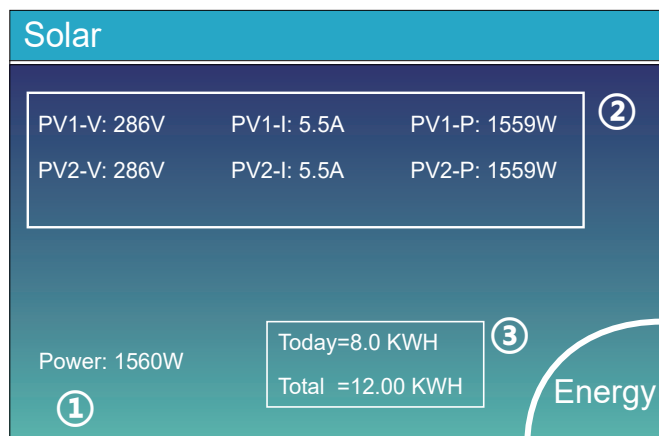 Solar
PV1-V: 286V PV1-I: 5.5A PV1-P: 1559W
②
PV2-V: 286V PV2-I: 5.5A PV2-P: 1559W
Today=8.0 KWH
③
Power: 1560W
Total =12.00 KWH
Energy
①